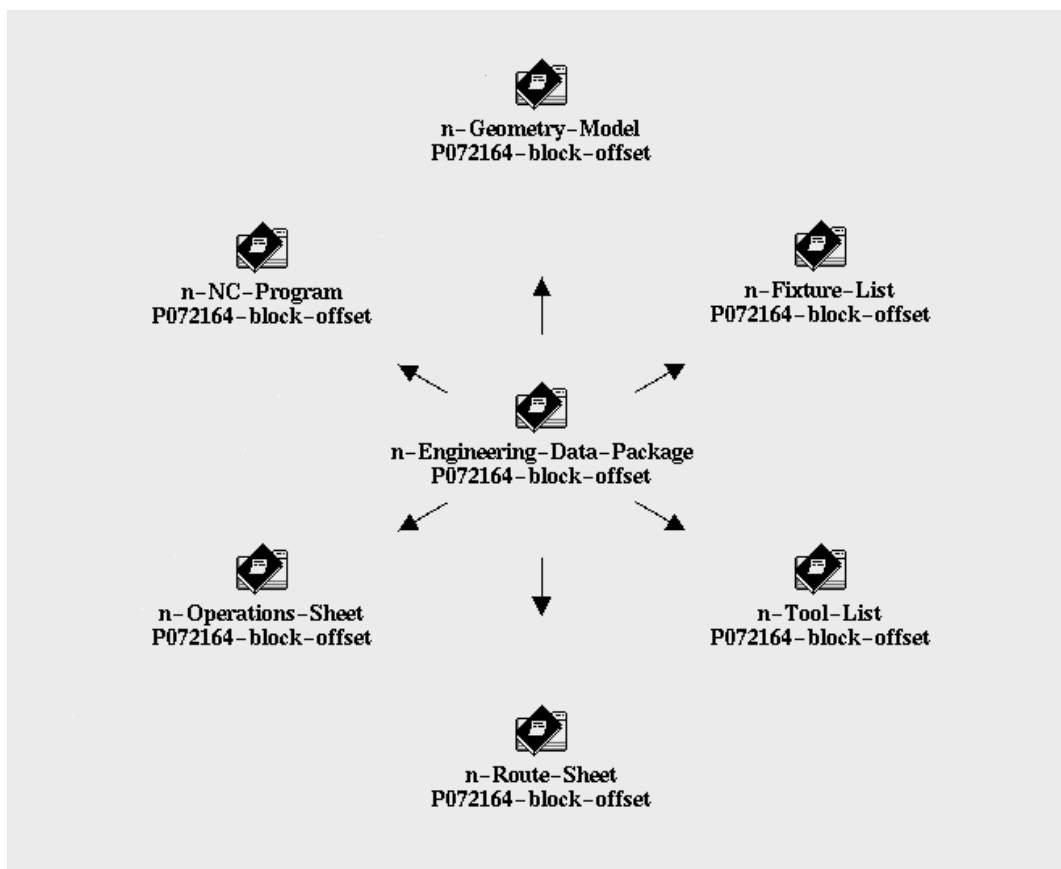 n-Geometry-Model
P072164-block-offset
n-NC-Program
P072164-block-offset
n-Fixture-List
P072164-block-offset
n-Engineering-Data-Package
P072164-block-offset
n-Operations-Sheet
P072164-block-offset
n-Tool-List
P072164-block-offset
n-Route-Sheet
P072164-block-offset